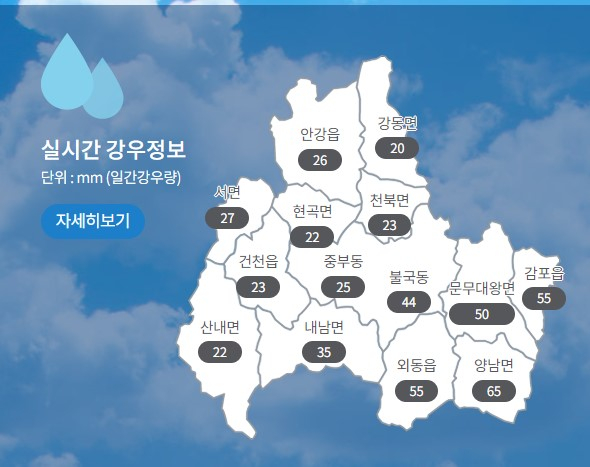 실시간 강우정보
단위 : mm (일간강우량)
자세히보기
안강읍
26
강동면
20
서면
27
현곡면
22
천북면
23
건천읍
23
중부동
25
불국동
44
문무대왕면
50
감포읍
55
산내면
22
내남면
35
외동읍
55
양남면
65